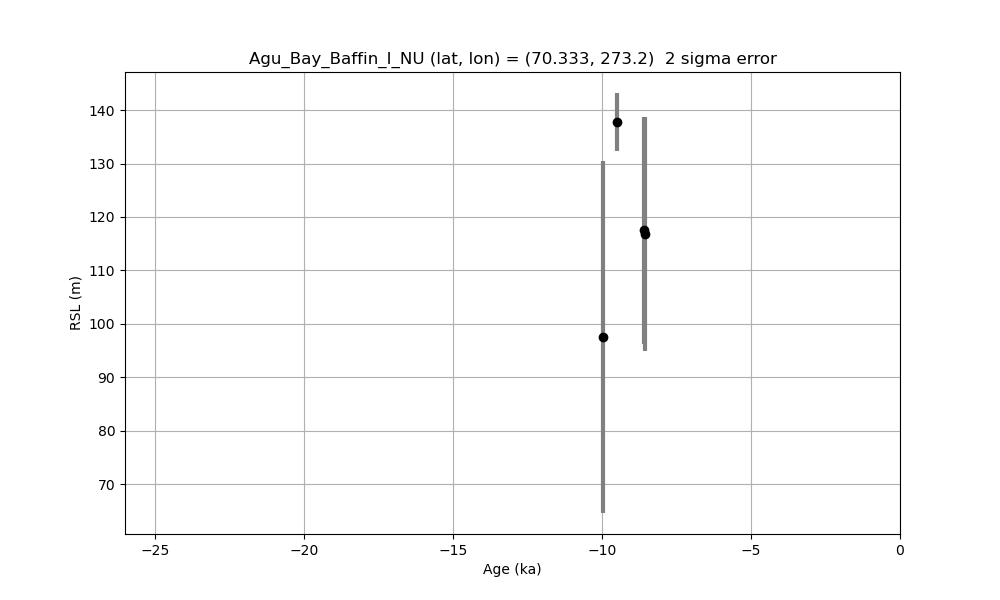 Agu_Bay_Baffin_I_NU (lat, lon) = (70.333, 273.2)  2 sigma error
140
130
120
110
100
90
80
70
RSL (m)
−25 −20 −15 −10 −5 0
Age (ka)